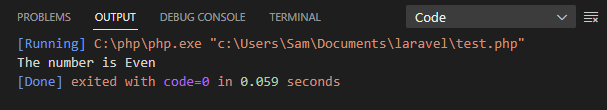 PROBLEMS OUTPUT DEBUG CONSOLE TERMINAL Code
[Running] C:\php\php.exe "c:\Users\Sam\Documents\laravel\test.php"
The number is Even
[Done] exited with code=0 in 0.059 seconds